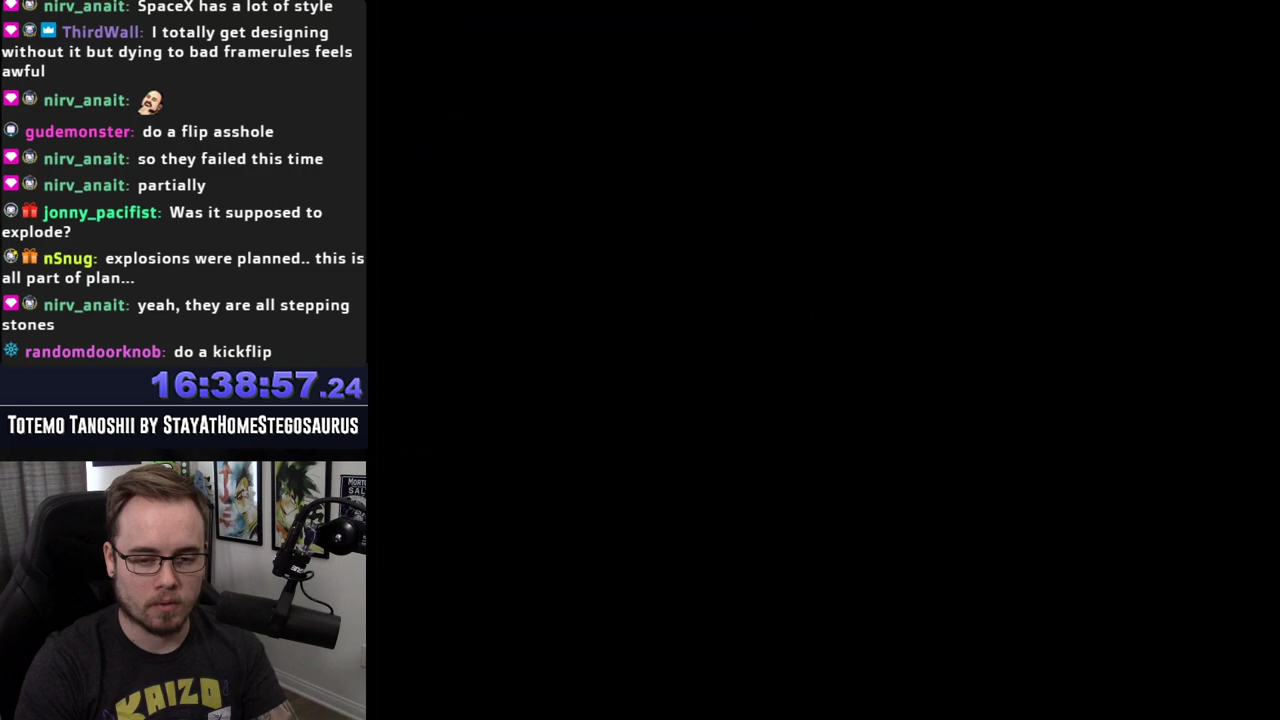 nirv_anait: SpaceX has a lot of style
ThirdWall: I totally get designing
without it but dying to bad framerules feels
awful
nirv_anait:
gudemonster: do a flip asshole
nirv_anait: so they failed this time
nirv_anait: partially
jonny_pacifist: Was it supposed to
explode?
nSnug: explosions were planned.. this is
all part of plan...
nirv_anait: yeah, they are all stepping
stones
randomdoorknob: do a kickflip
16:38:57.24
Totemo Tanoshii by StayAtHomeStegosaurus
KAIZO